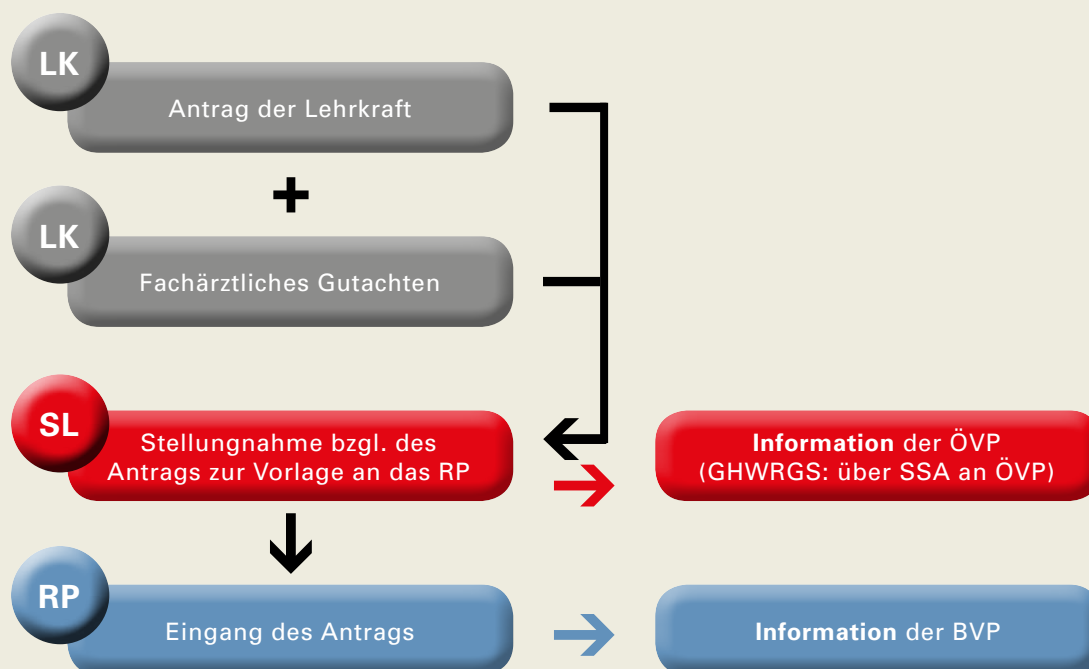 LK
Antrag der Lehrkraft
+
LK
Fachärztliches Gutachten
SL
Stellungnahme bzgl. des
Antrags zur Vorlage an das RP
Information der ÖVP
(GHWRGS: über SSA an ÖVP)
RP
Eingang des Antrags
Information der BVP